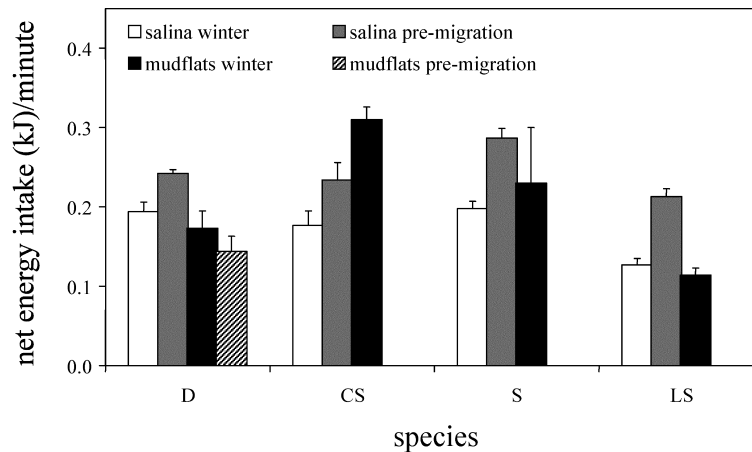 salina winter
salina pre-migration
mudflats winter
mudflats pre-migration
net energy intake (kJ)/minute
0.4
0.3
0.2
0.1
0.0
D CS S LS
species